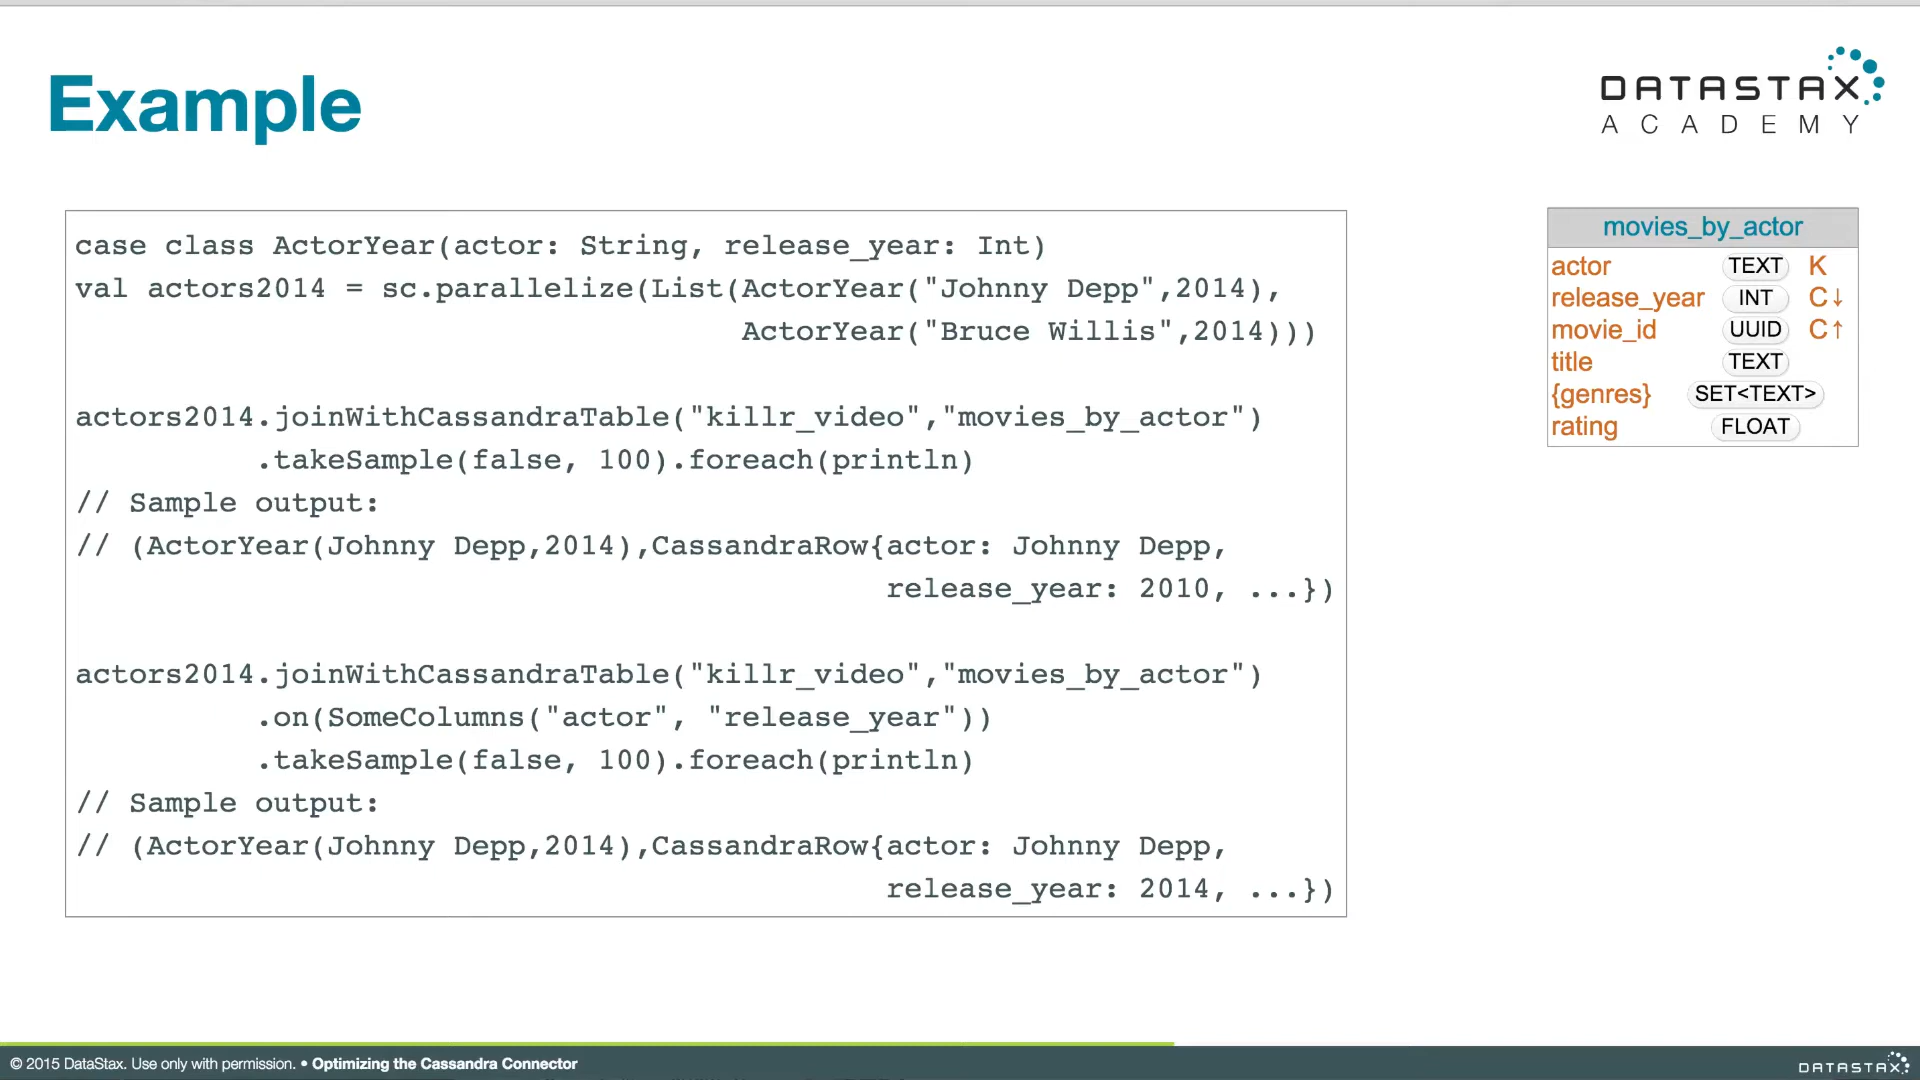 Example
DATASTAX
ACADEMY
case class ActorYear(actor: String, release_year: Int)
val actors2014 = sc.parallelize(List(ActorYear("Johnny Depp",2014),
ActorYear("Bruce Willis",2014)))
actors2014.joinWithCassandraTable("killr_video","movies_by_actor")
.takeSample(false, 100).foreach(println)
// Sample output:
// (ActorYear(Johnny Depp,2014),CassandraRow{actor: Johnny Depp,
release_year: 2010, ...})
actors2014.joinWithCassandraTable("killr_video","movies_by_actor")
.on(SomeColumns("actor", "release_year"))
.takeSample(false, 100).foreach(println)
// Sample output:
// (ActorYear(Johnny Depp,2014),CassandraRow{actor: Johnny Depp,
release_year: 2014, ...})
movies_by_actor
actor TEXT K
release_year INT C↓
movie_id UUID C↑
title TEXT
{genres} SET<TEXT>
rating FLOAT
© 2015 DataStax. Use only with permission. • Optimizing the Cassandra Connector
DATASTAX